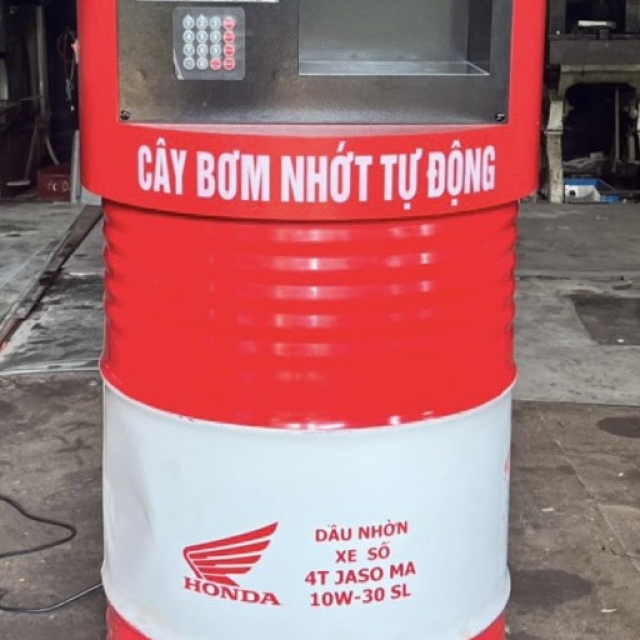 CÂY BƠM NHỚT TỰ ĐỘNG
HONDA
DẦU NHỜN
XE SỐ
4T JASO MA
10W-30 SL